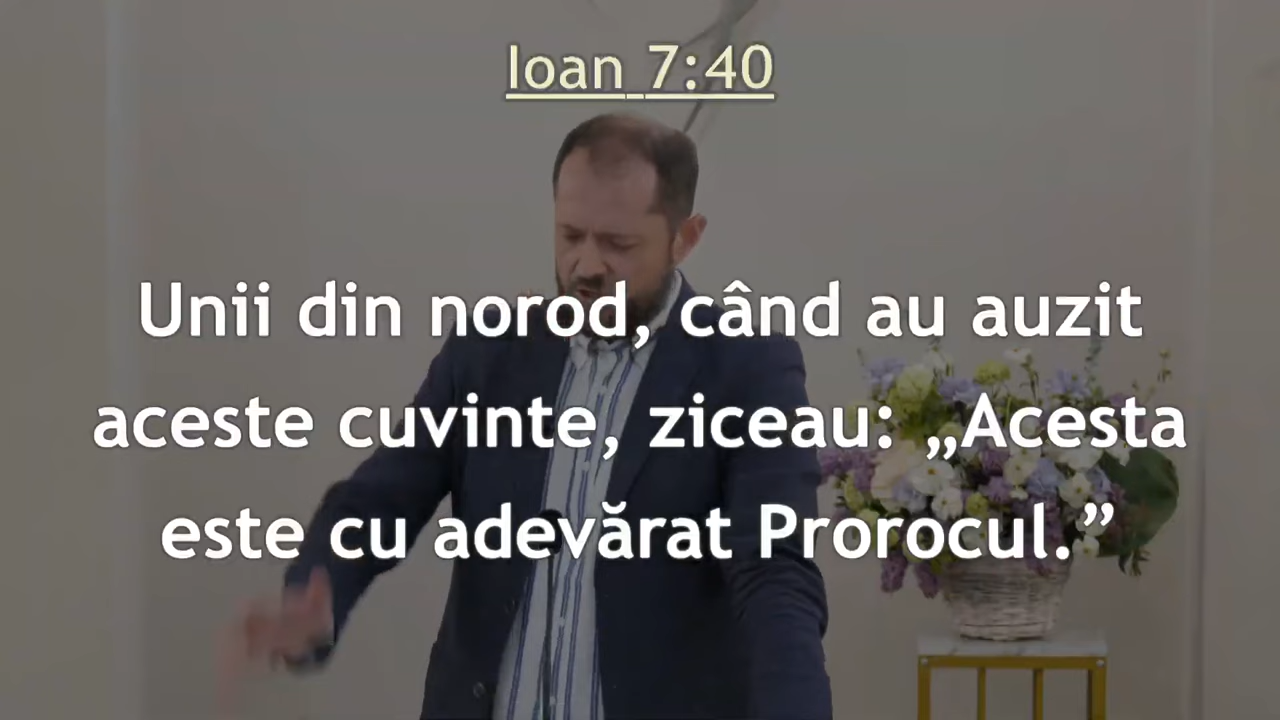 Ioan 7:40
Unii din norod, când au auzit
aceste cuvinte, ziceau: „Acesta
este cu adevărat Prorocul.”